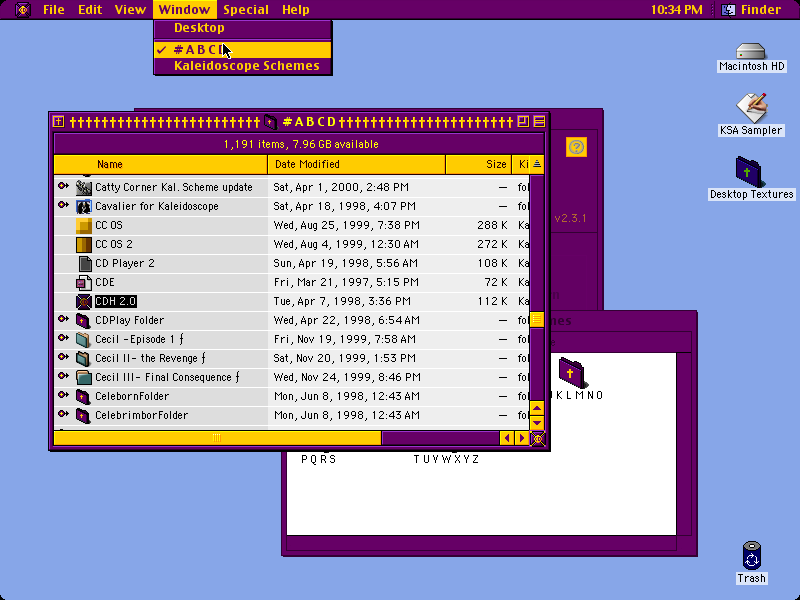 File Edit View Window Special Help 10:34 PM Finder
Desktop
✓ #ABCD
Kaleidoscope Schemes
Macintosh HD
KSA Sampler
Desktop Textures
Trash
#ABCD
1,191 items, 7.96 GB available
Name Date Modified Size Ki
Catty Corner Kal. Scheme update Sat, Apr 1, 2000, 2:48 PM — fol
Cavalier for Kaleidoscope Sat, Apr 18, 1998, 4:07 PM — fol
CC OS Wed, Aug 25, 1999, 7:38 PM 288 K Ka
CC OS 2 Wed, Aug 4, 1999, 12:30 AM 272 K Ka
CD Player 2 Sun, Apr 19, 1998, 5:56 AM 108 K Ka
CDE Fri, Mar 21, 1997, 5:15 PM 72 K Ka
CDH 2.0 Tue, Apr 7, 1998, 3:36 PM 112 K Ka
CDPlay Folder Wed, Apr 22, 1998, 6:54 AM — fol
Cecil -Episode 1 ƒ Fri, Nov 19, 1999, 7:58 AM — fol
Cecil II- the Revenge ƒ Sat, Nov 20, 1999, 1:53 PM — fol
Cecil III- Final Consequence ƒ Wed, Nov 24, 1999, 8:46 PM — fol
CelebornFolder Mon, Jun 8, 1998, 12:43 AM — fol
CelebrimborFolder Mon, Jun 8, 1998, 12:43 AM — fol
v2.3.1
mes
KLMNO
PQRS TUVWXYZ